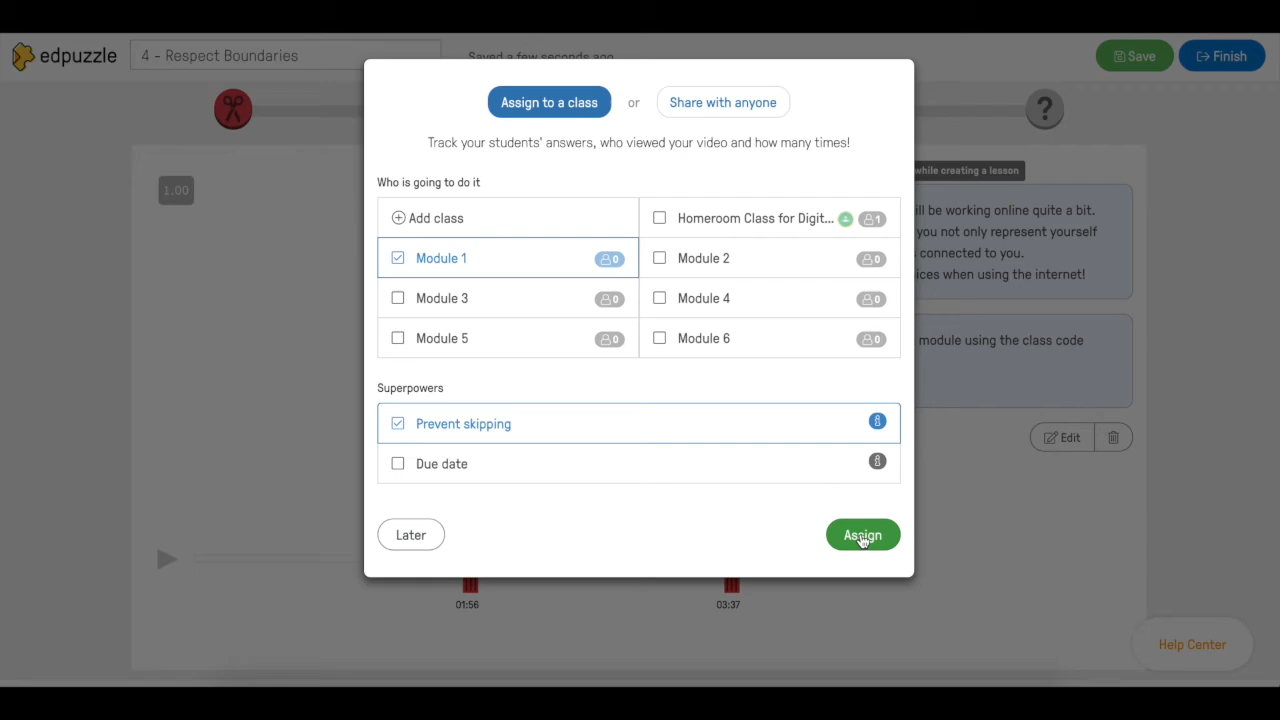 edpuzzle
4 - Respect Boundaries
Saved a few seconds ago
Save
Finish
Assign to a class
or
Share with anyone
Track your students' answers, who viewed your video and how many times!
Who is going to do it
Add class
Homeroom Class for Digit...
1
Module 1
0
Module 2
0
Module 3
0
Module 4
0
Module 5
0
Module 6
0
Superpowers
Prevent skipping
Due date
Later
Assign
1.00
?
while creating a lesson
ll be working online quite a bit.
you not only represent yourself
connected to you.
ices when using the internet!
module using the class code
Edit
01:56
03:37
Help Center